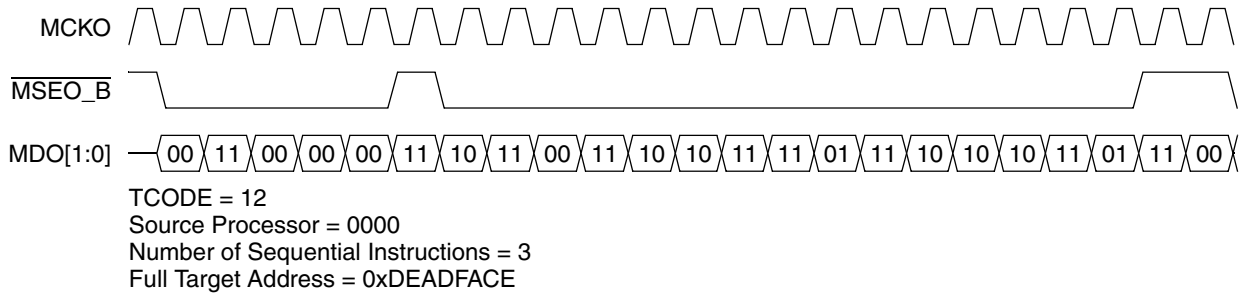 MCKO
MSEO_B
MDO[1:0] 00 11 00 00 00 11 10 11 00 11 10 10 11 11 01 11 10 10 10 11 01 11 00
TCODE = 12
Source Processor = 0000
Number of Sequential Instructions = 3
Full Target Address = 0xDEADFACE